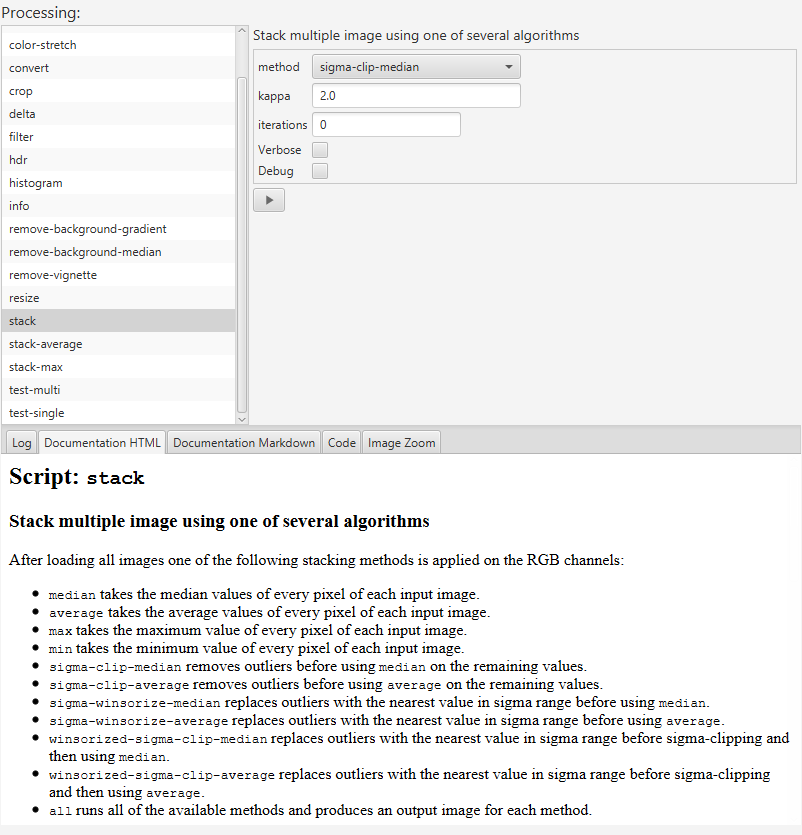 Processing:
color-stretch
convert
crop
delta
filter
hdr
histogram
info
remove-background-gradient
remove-background-median
remove-vignette
resize
stack
stack-average
stack-max
test-multi
test-single
Stack multiple image using one of several algorithms
method sigma-clip-median
kappa 2.0
iterations 0
Verbose
Debug
Log Documentation HTML Documentation Markdown Code Image Zoom
Script: stack
Stack multiple image using one of several algorithms
After loading all images one of the following stacking methods is applied on the RGB channels:
• median takes the median values of every pixel of each input image.
• average takes the average values of every pixel of each input image.
• max takes the maximum value of every pixel of each input image.
• min takes the minimum value of every pixel of each input image.
• sigma-clip-median removes outliers before using median on the remaining values.
• sigma-clip-average removes outliers before using average on the remaining values.
• sigma-winsorize-median replaces outliers with the nearest value in sigma range before using median.
• sigma-winsorize-average replaces outliers with the nearest value in sigma range before using average.
• winsorized-sigma-clip-median replaces outliers with the nearest value in sigma range before sigma-clipping and
then using median.
• winsorized-sigma-clip-average replaces outliers with the nearest value in sigma range before sigma-clipping
and then using average.
• all runs all of the available methods and produces an output image for each method.